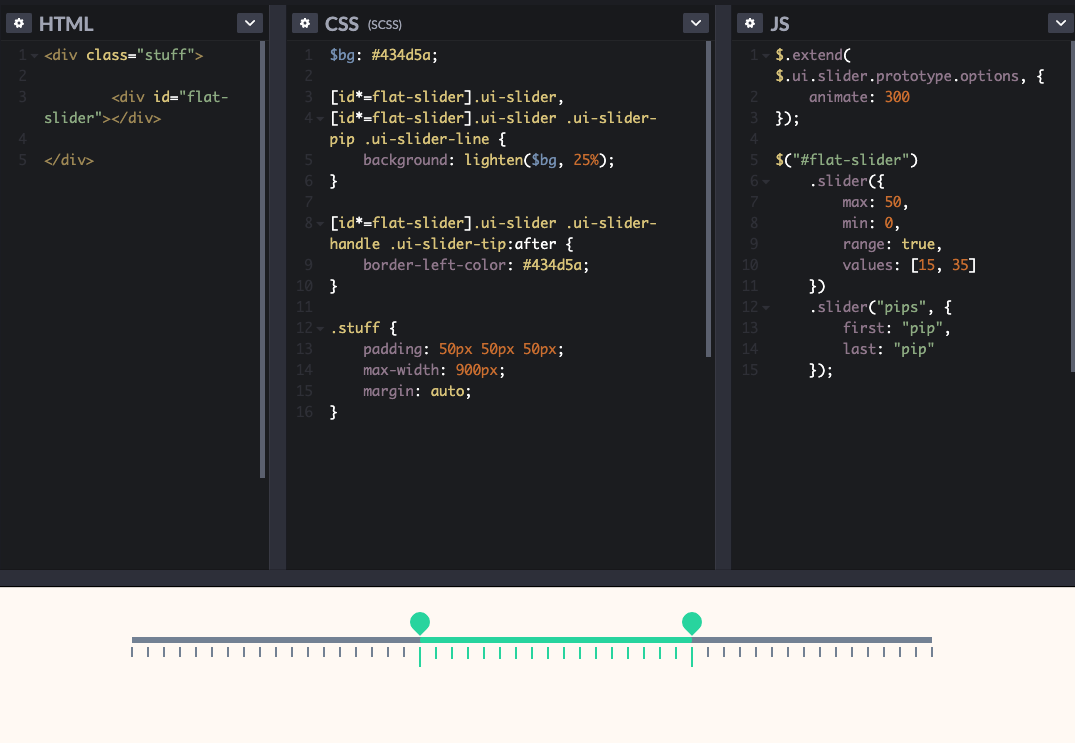 HTML
1 <div class="stuff">
2
3 <div id="flat-
slider"></div>
4
5 </div>
CSS (SCSS)
1 $bg: #434d5a;
2
3 [id*=flat-slider].ui-slider,
4 [id*=flat-slider].ui-slider .ui-slider-
pip .ui-slider-line {
5 background: lighten($bg, 25%);
6 }
7
8 [id*=flat-slider].ui-slider .ui-slider-
handle .ui-slider-tip:after {
9 border-left-color: #434d5a;
10 }
11
12 .stuff {
13 padding: 50px 50px 50px;
14 max-width: 900px;
15 margin: auto;
16 }
JS
1 $.extend(
$.ui.slider.prototype.options, {
2 animate: 300
3 });
4
5 $("#flat-slider")
6 .slider({
7 max: 50,
8 min: 0,
9 range: true,
10 values: [15, 35]
11 })
12 .slider("pips", {
13 first: "pip",
14 last: "pip"
15 });